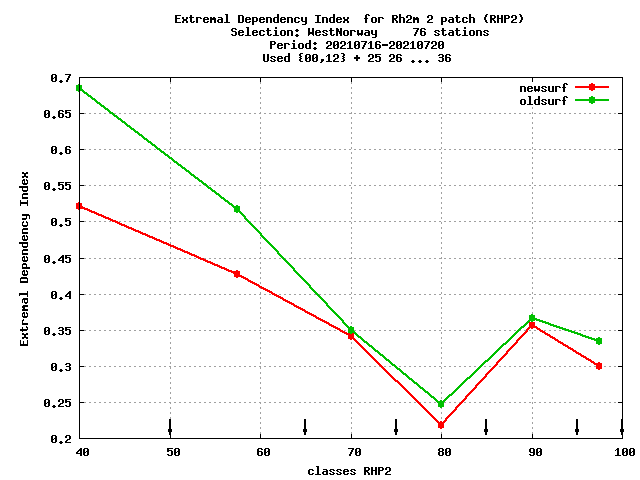 Extremal Dependency Index  for Rh2m 2 patch (RHP2)
Selection: WestNorway     76 stations
Period: 20210716-20210720
Used {00,12} + 25 26 ... 36
newsurf
oldsurf
0.7
0.65
0.6
0.55
0.5
0.45
0.4
0.35
0.3
0.25
0.2
Extremal Dependency Index
40 50 60 70 80 90 100
classes RHP2